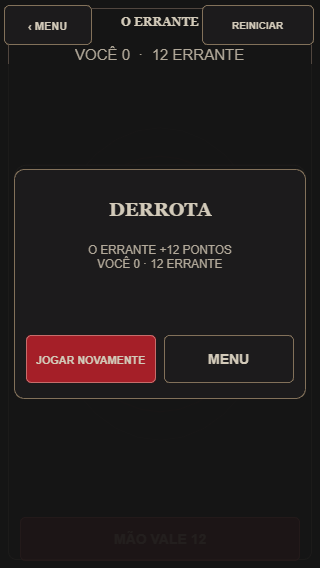 ‹ MENU
O ERRANTE
REINICIAR
VOCÊ 0 · 12 ERRANTE
DERROTA
O ERRANTE +12 PONTOS
VOCÊ 0 · 12 ERRANTE
JOGAR NOVAMENTE
MENU
MÃO VALE 12